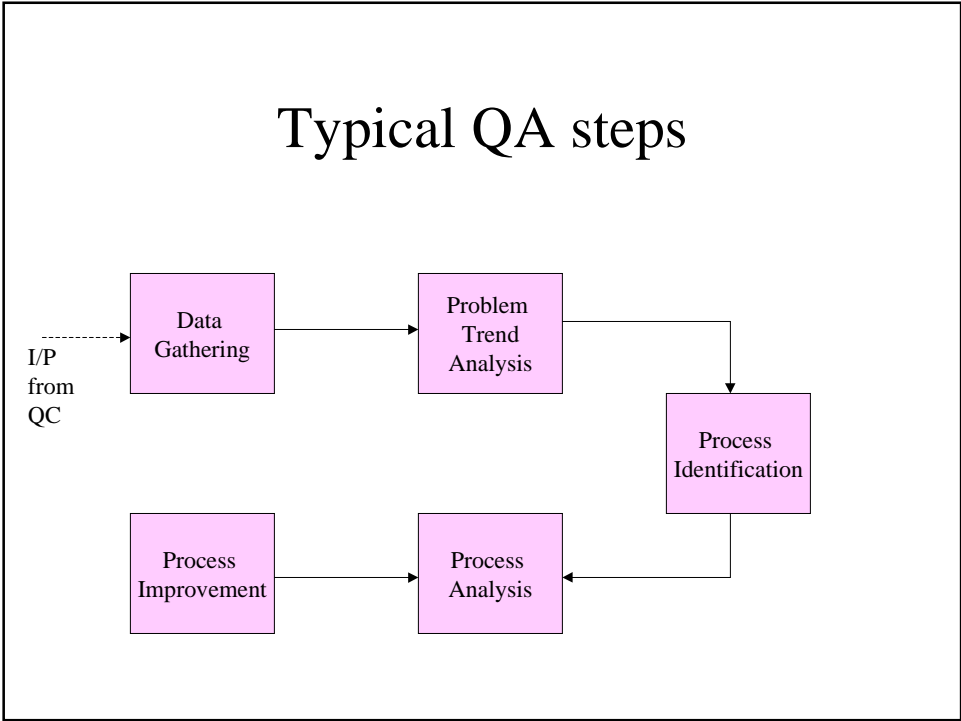 Typical QA steps
I/P
from
QC
Data
Gathering
Problem
Trend
Analysis
Process
Identification
Process
Improvement
Process
Analysis